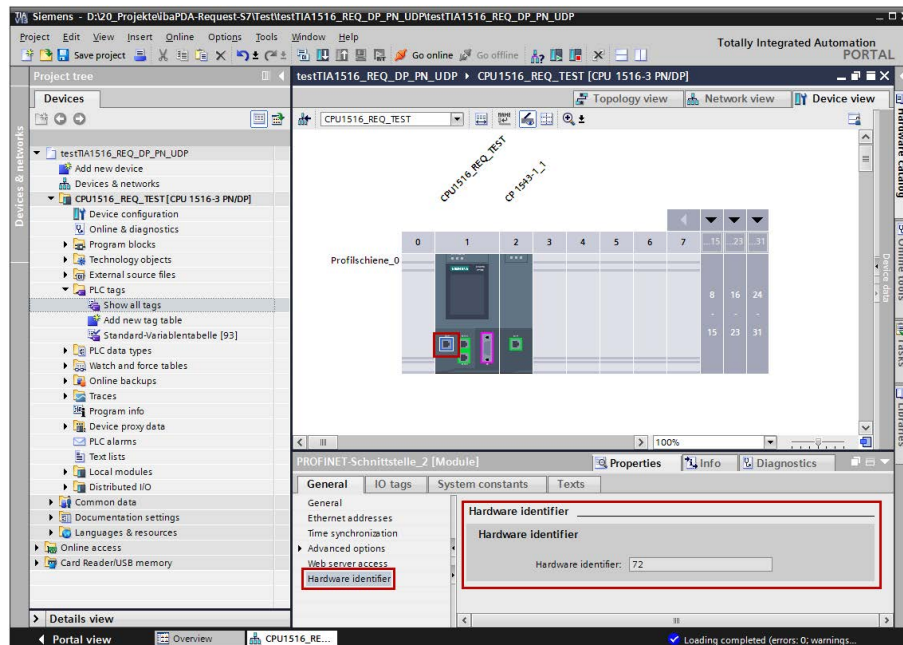 Siemens - D:\20_Projekte\ibaPDA-Request-S7\Test\testTIA1516_REQ_DP_PN_UDP\testTIA1516_REQ_DP_PN_UDP
Project Edit View Insert Online Options Tools Window Help
Totally Integrated Automation
PORTAL
Save project Go online Go offline
Project tree
testTIA1516_REQ_DP_PN_UDP CPU1516_REQ_TEST [CPU 1516-3 PN/DP]
Devices
Topology view Network view Device view
CPU1516_REQ_TEST
testTIA1516_REQ_DP_PN_UDP
Add new device
Devices & networks
CPU1516_REQ_TEST [CPU 1516-3 PN/DP]
Device configuration
Online & diagnostics
Program blocks
Technology objects
External source files
PLC tags
Show all tags
Add new tag table
Standard-Variablentabelle [93]
PLC data types
Watch and force tables
Online backups
Traces
Program info
Device proxy data
PLC alarms
Text lists
Local modules
Distributed I/O
Common data
Documentation settings
Languages & resources
Online access
Card Reader/USB memory
Details view
Devices & networks
CPU1516_REQ_TEST
CP 1543-1_1
0 1 2 3 4 5 6 7 ...15 ...23 ...31
Profilschiene_0
8 16 24
- - -
15 23 31
100%
Device data
Hardware catalog
Online tools
Tasks
Libraries
PROFINET-Schnittstelle_2 [Module]
Properties Info Diagnostics
General IO tags System constants Texts
General
Ethernet addresses
Time synchronization
Advanced options
Web server access
Hardware identifier
Hardware identifier
Hardware identifier
Hardware identifier: 72
Portal view Overview CPU1516_RE...
Loading completed (errors: 0; warnings...